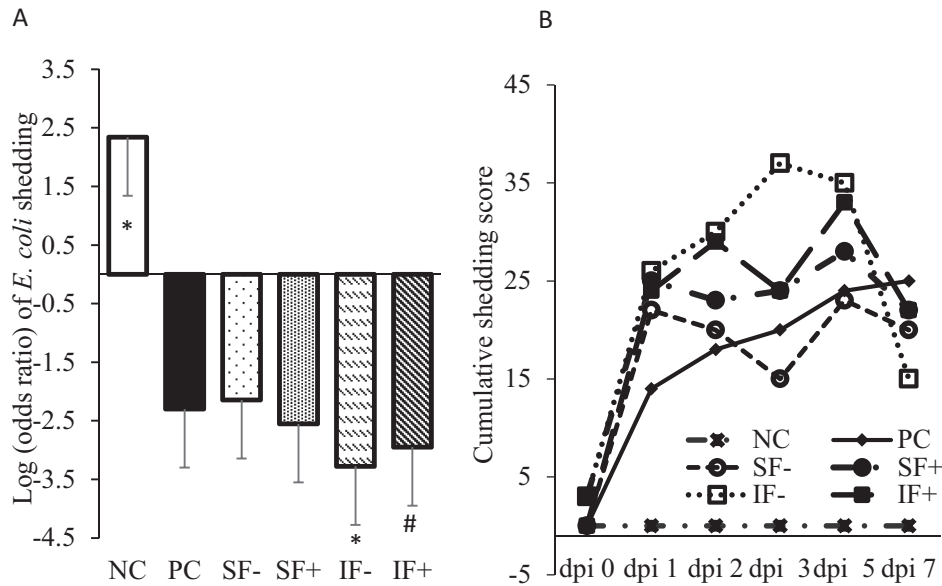 A
Log (odds ratio) of E. coli shedding
3.5
2.5
1.5
0.5
-0.5
-1.5
-2.5
-3.5
-4.5
*
*
#
NC PC SF- SF+ IF- IF+
B
Cumulative shedding score
45
35
25
15
5
-5
NC PC
SF- SF+
IF- IF+
dpi 0 dpi 1 dpi 2 dpi 3 dpi 5 dpi 7